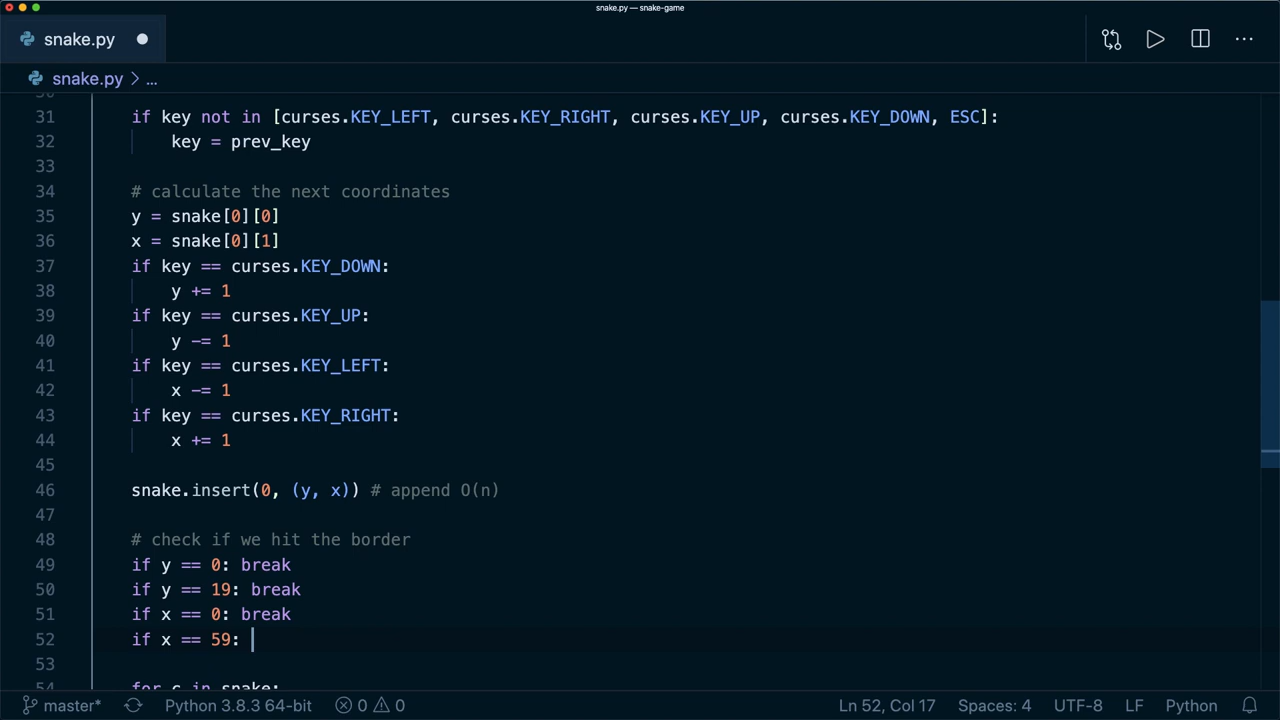 snake.py — snake-game
snake.py
snake.py > ...
30
31 if key not in [curses.KEY_LEFT, curses.KEY_RIGHT, curses.KEY_UP, curses.KEY_DOWN, ESC]:
32 key = prev_key
33
34 # calculate the next coordinates
35 y = snake[0][0]
36 x = snake[0][1]
37 if key == curses.KEY_DOWN:
38 y += 1
39 if key == curses.KEY_UP:
40 y -= 1
41 if key == curses.KEY_LEFT:
42 x -= 1
43 if key == curses.KEY_RIGHT:
44 x += 1
45
46 snake.insert(0, (y, x)) # append O(n)
47
48 # check if we hit the border
49 if y == 0: break
50 if y == 19: break
51 if x == 0: break
52 if x == 59:
53
54 for c in snake:
master* Python 3.8.3 64-bit 0 0 Ln 52, Col 17 Spaces: 4 UTF-8 LF Python